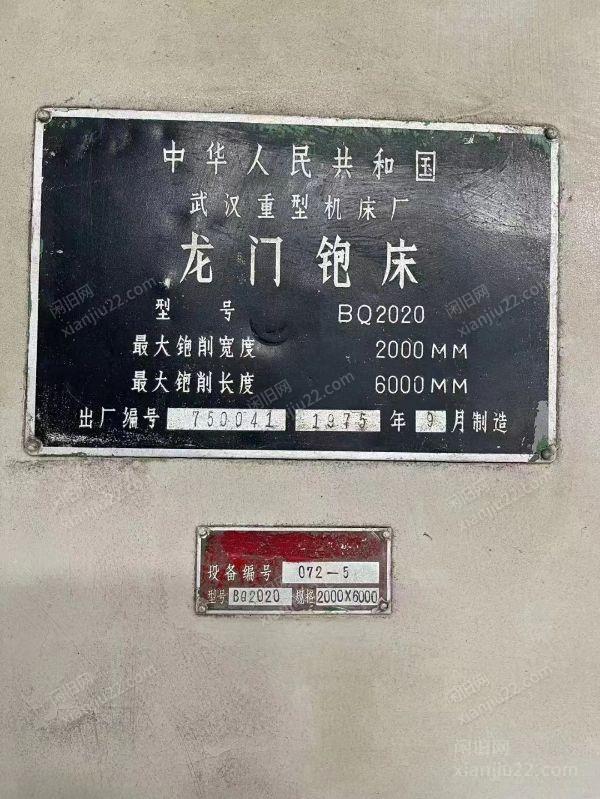 中华人民共和国
武汉重型机床厂
龙门铇床
型 号 BQ2020
最大铇削宽度 2000MM
最大铇削长度 6000MM
出厂编号 750041 1975 年 9 月制造
设备编号 072-5
型号 BQ2020 规格 2000X6000
闲旧网
xianjiu22.com